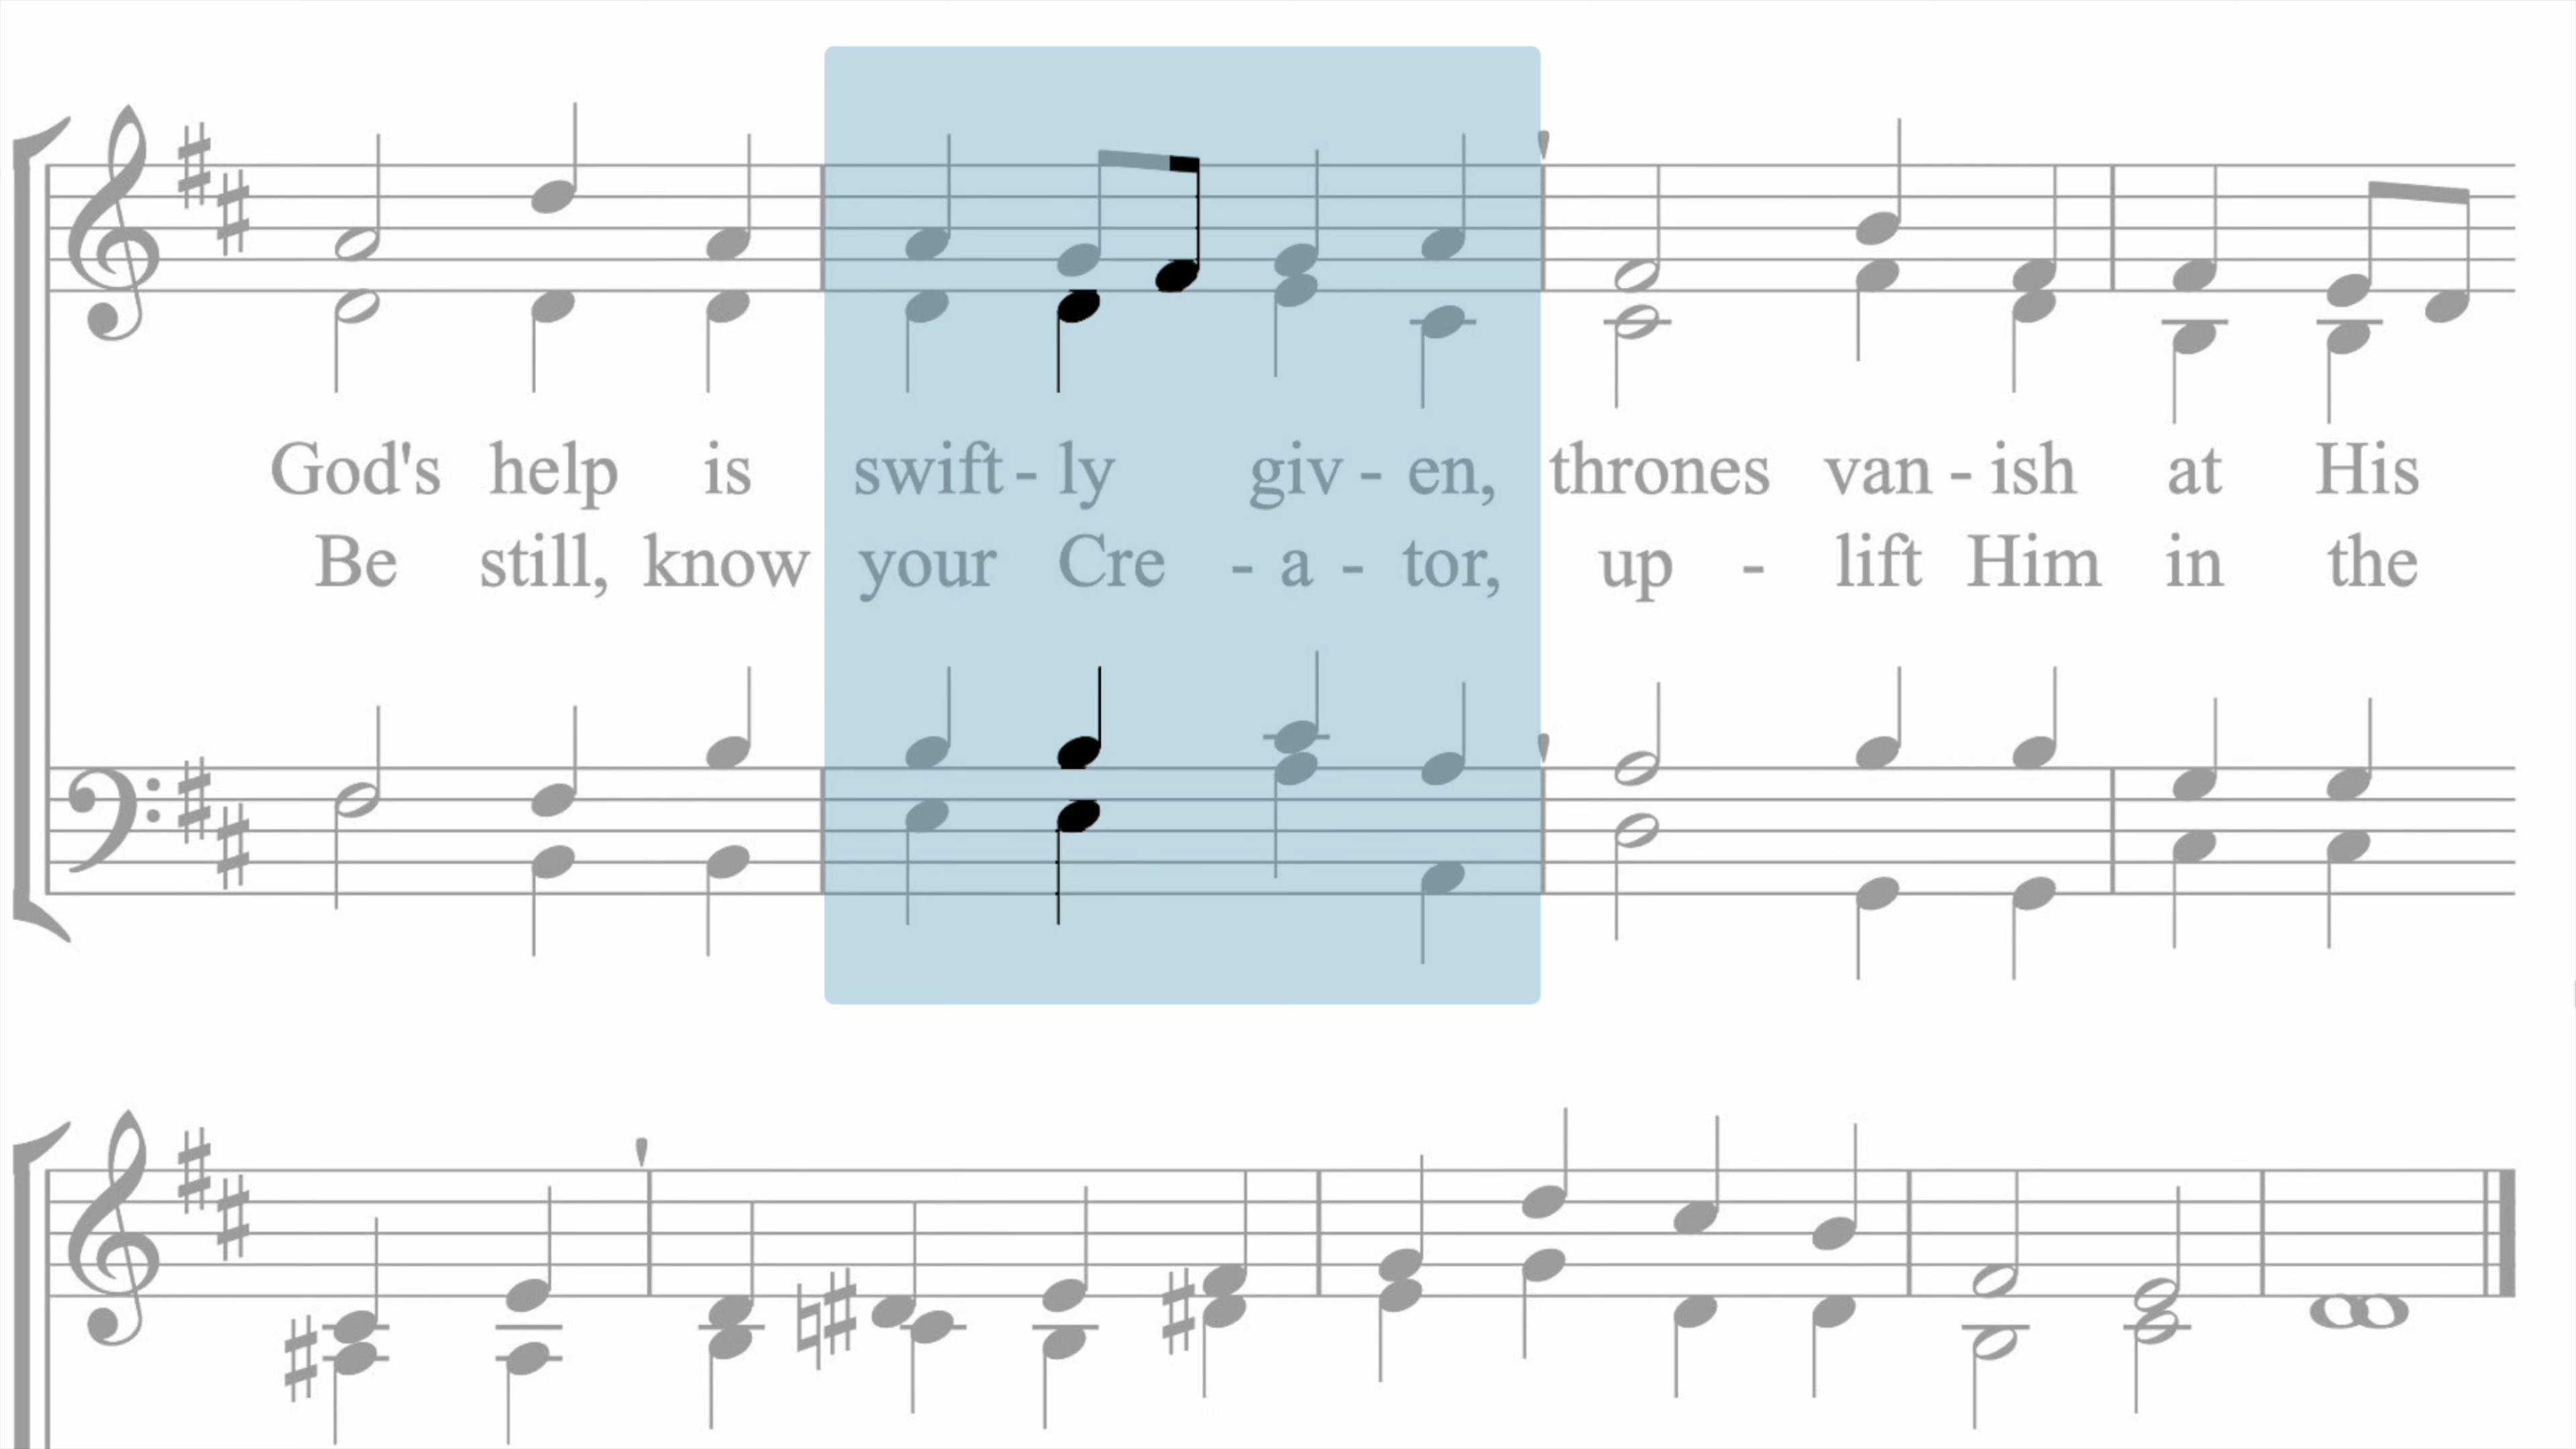 God's help is swift - ly giv - en, thrones van - ish at His
Be still, know your Cre - a - tor, up - lift Him in the